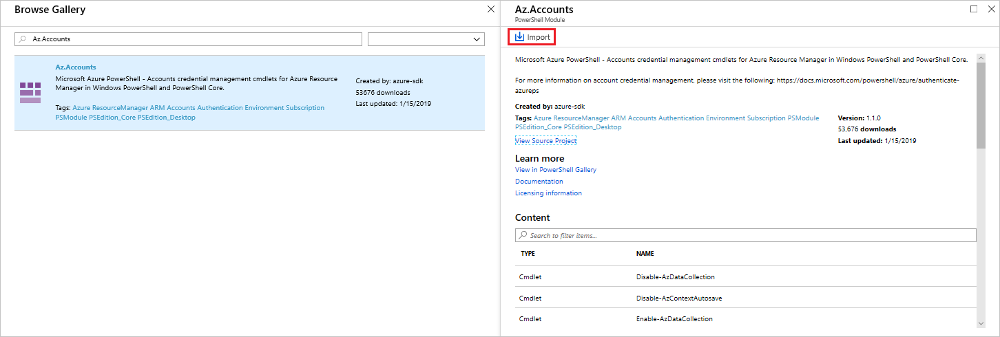 Browse Gallery
Az.Accounts
Az.Accounts
Microsoft Azure PowerShell - Accounts credential management cmdlets for Azure Resource
Manager in Windows PowerShell and PowerShell Core.
Tags: Azure ResourceManager ARM Accounts Authentication Environment Subscription
PSModule PSEdition_Core PSEdition_Desktop
Created by: azure-sdk
53676 downloads
Last updated: 1/15/2019
Az.Accounts
PowerShell Module
Import
Microsoft Azure PowerShell - Accounts credential management cmdlets for Azure Resource Manager in Windows PowerShell and PowerShell Core.
For more information on account credential management, please visit the following: https://docs.microsoft.com/powershell/azure/authenticate-
azureps
Created by: azure-sdk
Tags: Azure ResourceManager ARM Accounts Authentication Environment Subscription PSModule
PSEdition_Core PSEdition_Desktop
View Source Project
Version: 1.1.0
53,676 downloads
Last updated: 1/15/2019
Learn more
View in PowerShell Gallery
Documentation
Licensing information
Content
Search to filter items...
TYPE NAME
Cmdlet Disable-AzDataCollection
Cmdlet Disable-AzContextAutosave
Cmdlet Enable-AzDataCollection